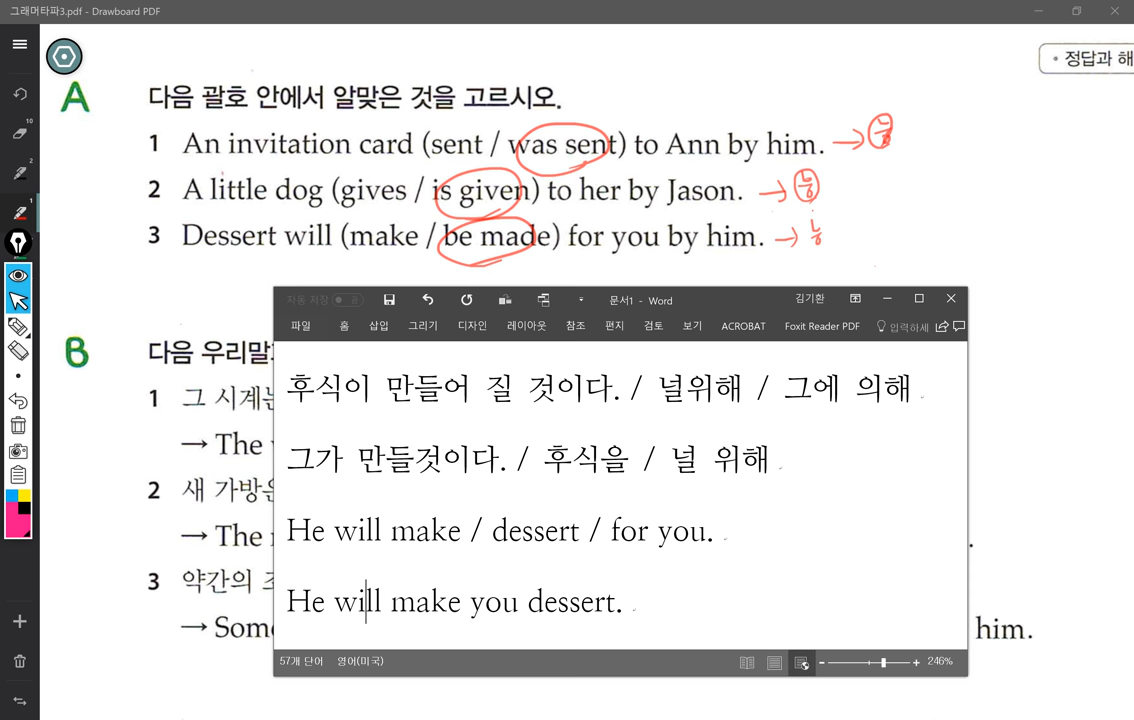 그래머타파3.pdf - Drawboard PDF
정답과 해
A 다음 괄호 안에서 알맞은 것을 고르시오.
1 An invitation card (sent / was sent) to Ann by him. → 능
2 A little dog (gives / is given) to her by Jason. → 능
3 Dessert will (make / be made) for you by him. → 능
자동 저장 문서1 - Word 김기환
파일 홈 삽입 그리기 디자인 레이아웃 참조 편지 검토 보기 ACROBAT Foxit Reader PDF 입력하세
후식이 만들어 질 것이다. / 널위해 / 그에 의해
그가 만들것이다. / 후식을 / 널 위해
He will make / dessert / for you.
He will make you dessert.
57개 단어 영어(미국) 246%
B 다음 우리말
1 그 시계는
→ The
2 새 가방은
→ The
3 약간의
→ Some him.
10
2
1